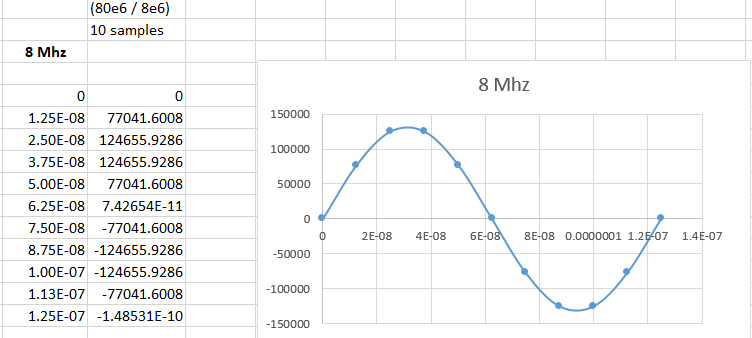 (80e6 / 8e6)
10 samples
8 Mhz
0 0
1.25E-08 77041.6008
2.50E-08 124655.9286
3.75E-08 124655.9286
5.00E-08 77041.6008
6.25E-08 7.42654E-11
7.50E-08 -77041.6008
8.75E-08 -124655.9286
1.00E-07 -124655.9286
1.13E-07 -77041.6008
1.25E-07 -1.48531E-10
8 Mhz
150000
100000
50000
0
0 2E-08 4E-08 6E-08 8E-08 0.0000001 1.2E-07 1.4E-07
-50000
-100000
-150000